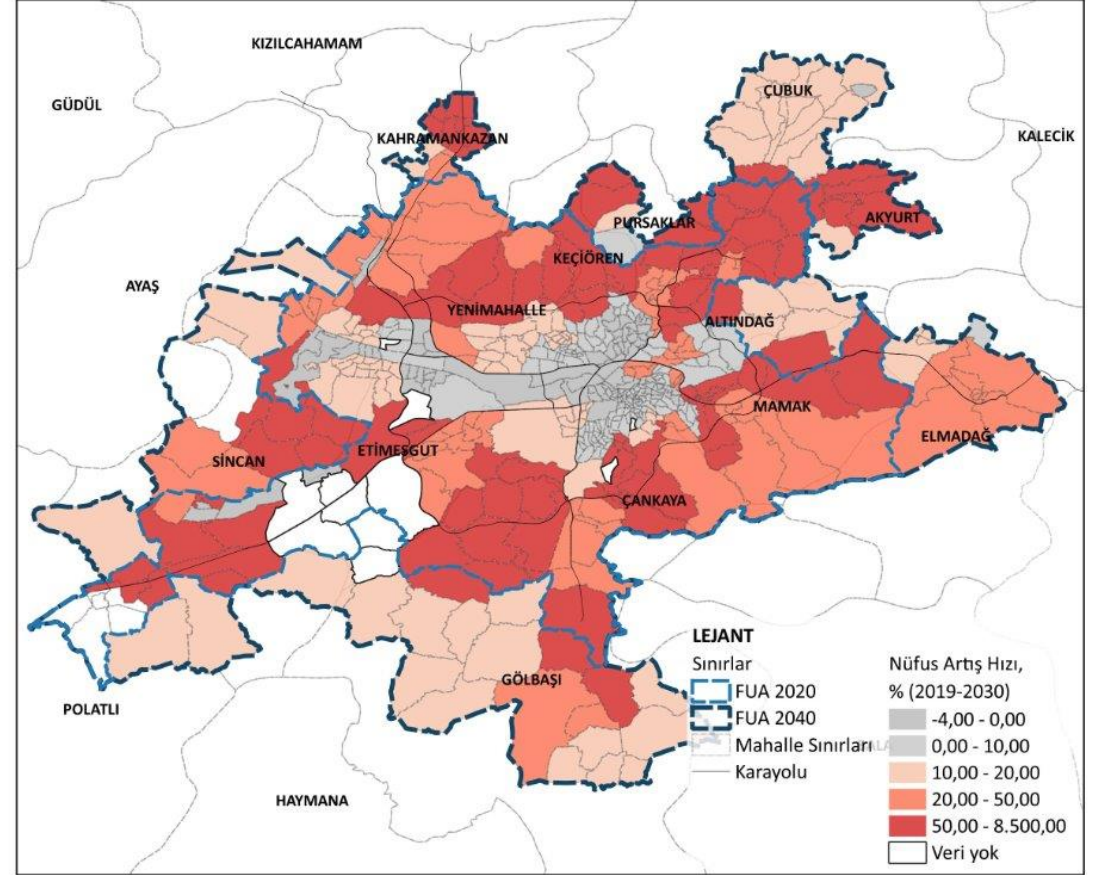 KIZILCAHAMAM
GÜDÜL
ÇUBUK
KALECİK
KAHRAMANKAZAN
PURSAKLAR
AKYURT
KEÇİÖREN
AYAŞ
YENİMAHALLE
ALTINDAĞ
MAMAK
ELMADAĞ
ETİMESGUT
SİNCAN
ÇANKAYA
GÖLBAŞI
POLATLI
HAYMANA
LEJANT
Sınırlar
FUA 2020
FUA 2040
Mahalle Sınırları
Karayolu
Nüfus Artış Hızı,
% (2019-2030)
-4,00 - 0,00
0,00 - 10,00
10,00 - 20,00
20,00 - 50,00
50,00 - 8.500,00
Veri yok